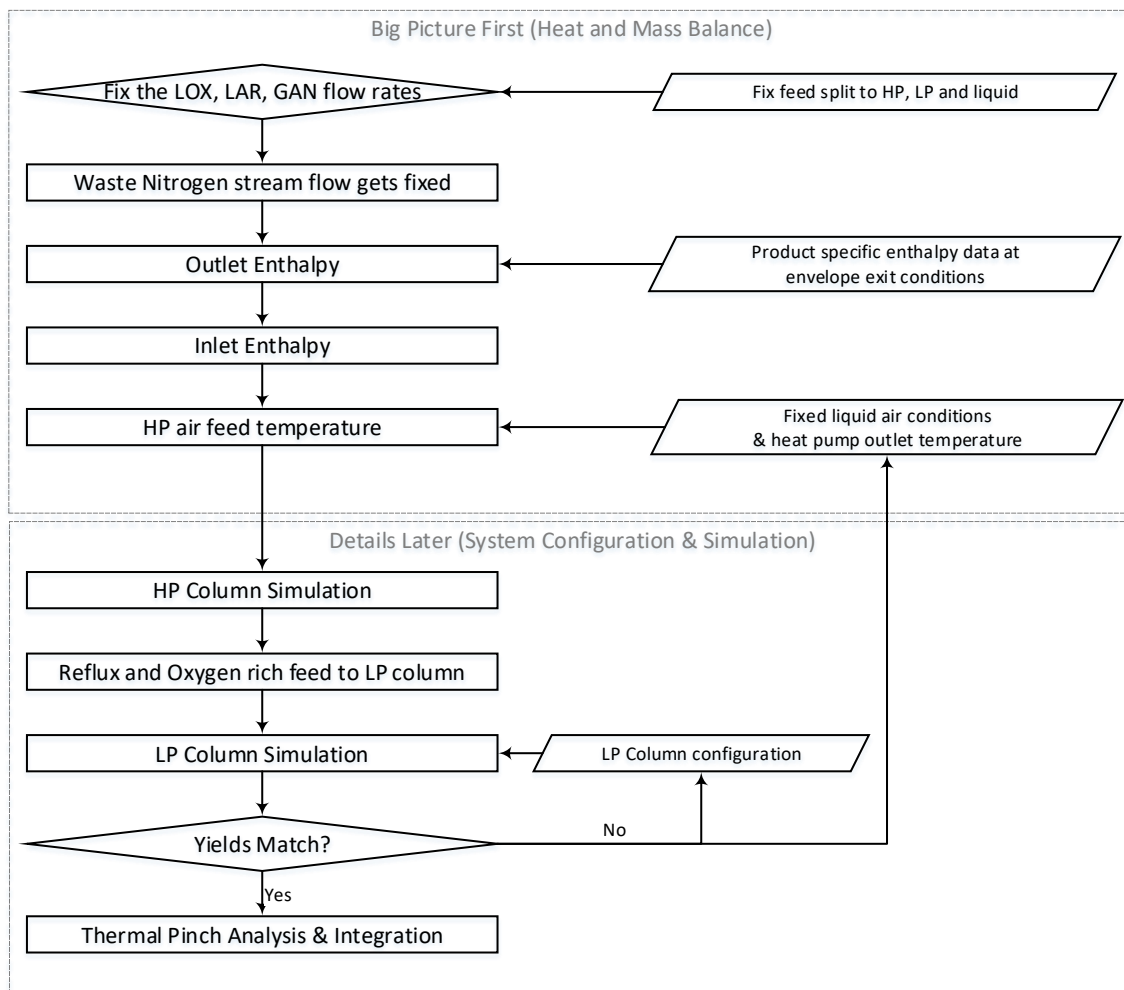 Big Picture First (Heat and Mass Balance)
Fix the LOX, LAR, GAN flow rates
Fix feed split to HP, LP and liquid
Waste Nitrogen stream flow gets fixed
Outlet Enthalpy
Product specific enthalpy data at
envelope exit conditions
Inlet Enthalpy
HP air feed temperature
Fixed liquid air conditions
& heat pump outlet temperature
Details Later (System Configuration & Simulation)
HP Column Simulation
Reflux and Oxygen rich feed to LP column
LP Column Simulation
LP Column configuration
Yields Match?
No
Yes
Thermal Pinch Analysis & Integration